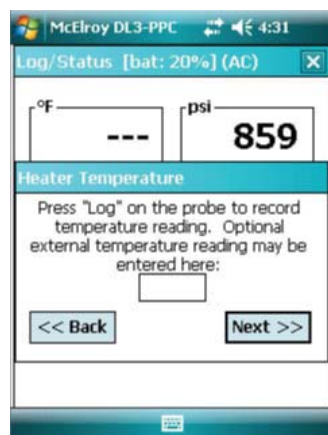 McElroy DL3-PPC 4:31
Log/Status [bat: 20%] (AC)
°F psi
--- 859
Heater Temperature
Press "Log" on the probe to record
temperature reading. Optional
external temperature reading may be
entered here:
<< Back Next >>